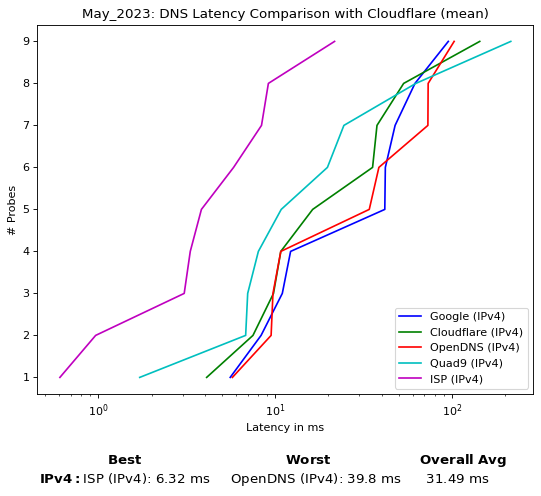 May_2023: DNS Latency Comparison with Cloudflare (mean)
# Probes
9
8
7
6
5
4
3
2
1
Google (IPv4)
Cloudflare (IPv4)
OpenDNS (IPv4)
Quad9 (IPv4)
ISP (IPv4)
10⁰ 10¹ 10²
Latency in ms
Best Worst Overall Avg
IPv4: ISP (IPv4): 6.32 ms OpenDNS (IPv4): 39.8 ms 31.49 ms